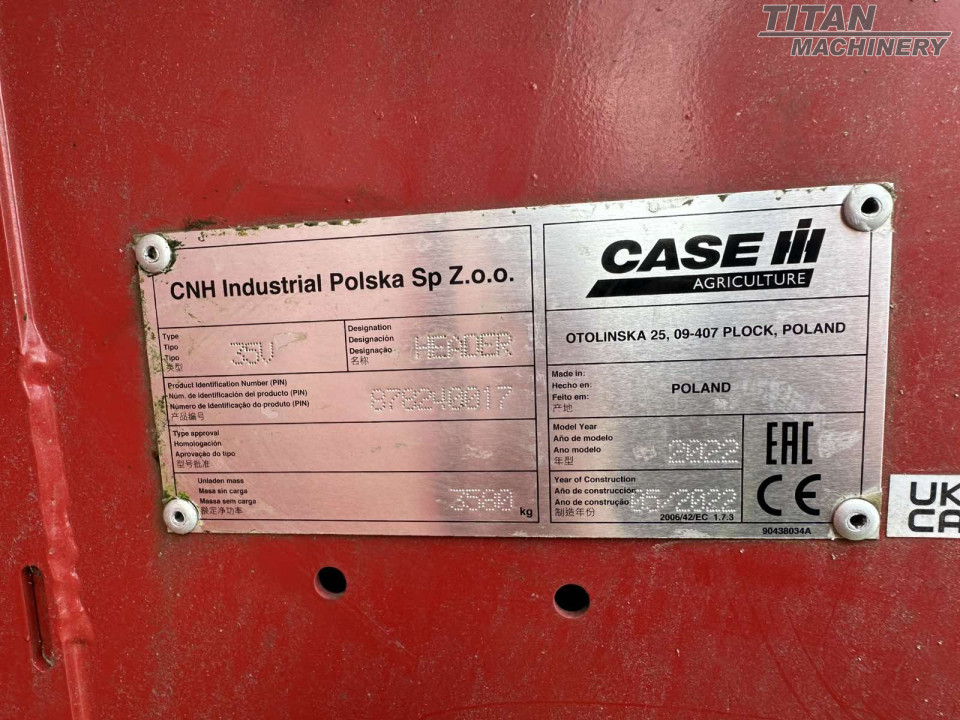 TITAN
MACHINERY
CNH Industrial Polska Sp Z.o.o.
Type
Tipo
Tipo
类型
35V
Designation
Designación
Designação
名称
HEADER
Product Identification Number (PIN)
Núm. de identificación del producto (PIN)
Número de identificação do produto (PIN)
产品编号
878240017
Type approval
Homologación
Aprovação do tipo
型号批准
Unladen mass
Masa sin carga
Massa sem carga
额定净功率
3500 kg
CASE IH
AGRICULTURE
OTOLINSKA 25, 09-407 PLOCK, POLAND
Made in:
Hecho en:
Feito em:
产地
POLAND
Model Year
Año de modelo
Ano modelo
年型
2022
Year of Construction
Año de construcción
Ano de construção
制造年份
05/2022
2006/42/EC 1.7.3
EAC
CE
90438034A
UK
CA